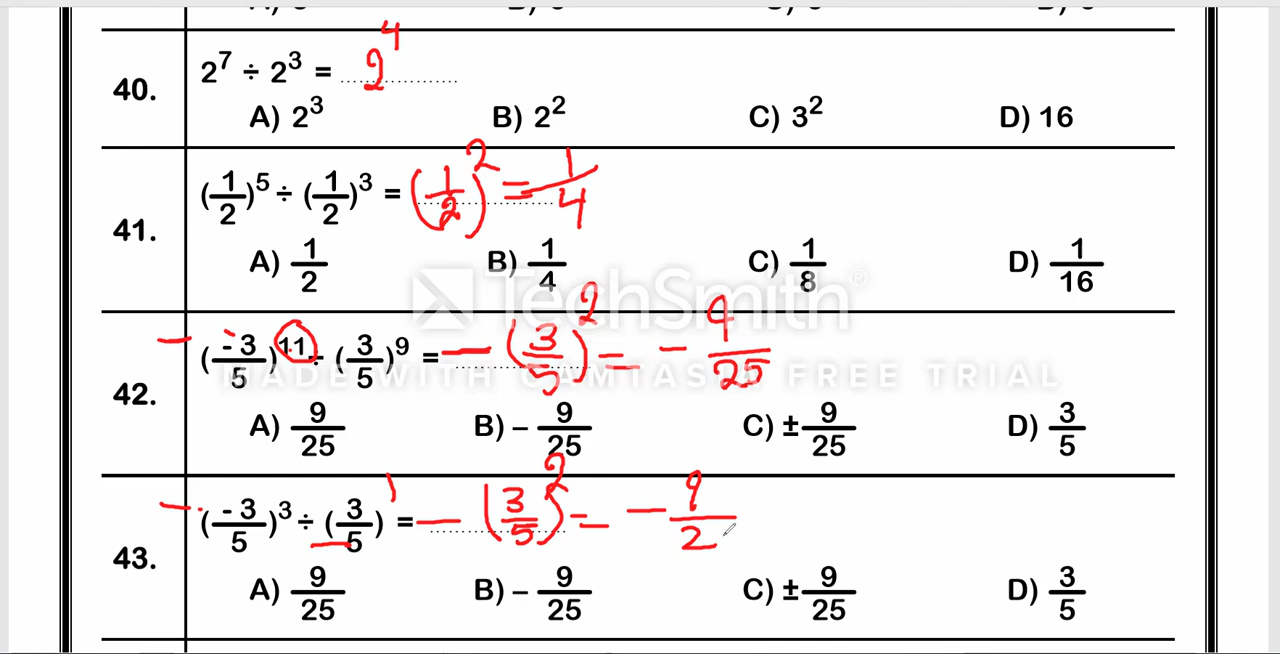 40. 2⁷ ÷ 2³ = 2⁴
A) 2³ B) 2² C) 3² D) 16
41. (1/2)⁵ ÷ (1/2)³ = (1/2)² = 1/4
A) 1/2 B) 1/4 C) 1/8 D) 1/16
TechSmith®
MADE WITH CAMTASIA FREE TRIAL
42. - (-3/5)¹¹ ÷ (3/5)⁹ = - (3/5)² = - 9/25
A) 9/25 B) - 9/25 C) ± 9/25 D) 3/5
43. - (-3/5)³ ÷ (3/5)¹ = - (3/5)² = - 9/2
A) 9/25 B) - 9/25 C) ± 9/25 D) 3/5